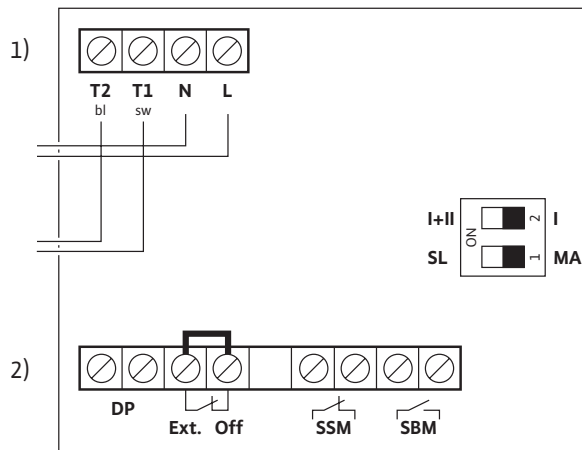 1)
T2 T1 N L
bl sw
I+II ON 2 I
SL 1 MA
2)
DP
Ext. Off SSM SBM